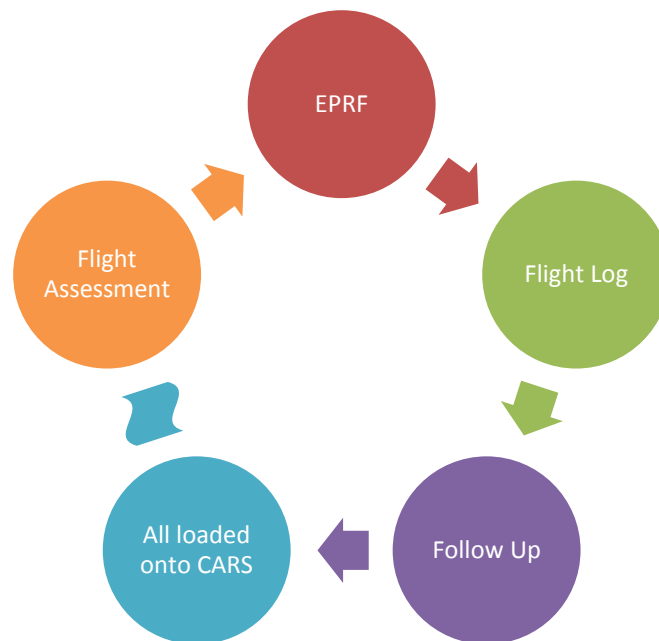 EPRF
Flight Log
Follow Up
All loaded
onto CARS
Flight
Assessment